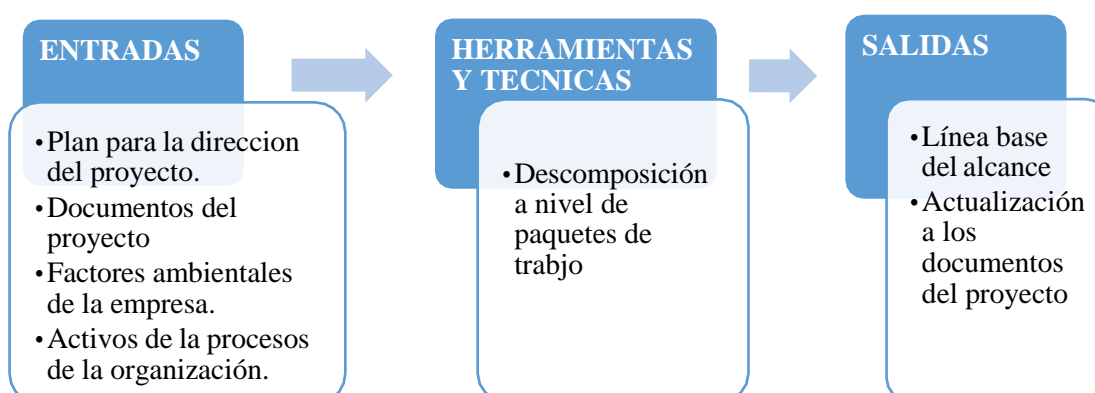 ENTRADAS
•Plan para la direccion
del proyecto.
•Documentos del
proyecto
•Factores ambientales
de la empresa.
•Activos de la procesos
de la organización.
HERRAMIENTAS
Y TECNICAS
•Descomposición
a nivel de
paquetes de
trabjo
SALIDAS
•Línea base
del alcance
•Actualización
a los
documentos
del proyecto